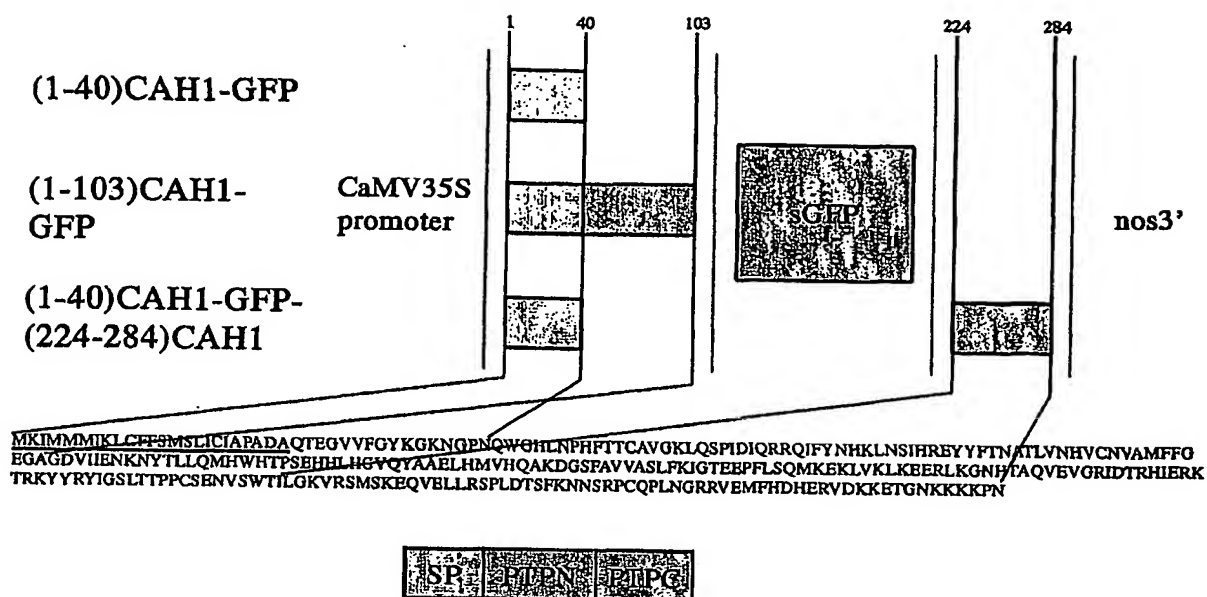 1 40 103 224 284
(1-40)CAH1-GFP
(1-103)CAH1-
GFP
CaMV35S
promoter
sGFP
nos3'
(1-40)CAH1-GFP-
(224-284)CAH1
MKIMMMIKLCFFSMSLICIAPADAQTEGVVFGYKGKNGPNQWGHLNPHFTTCAVGKLQSPIDIQRRQIFYNHKLNSIHREYYFTNATLVNHVCNVAMFFG
EGAGDVIIENKNYTLLQMHWHTPSEHHLHGVQYAAELHMVHQAKDGSFAVVASLFKIGTEEPFLSQMKEKLVKLKEERLKGNHTAQVEVGRIDTRHIERK
TRKYYRYIGSLTTPPCSENVSWTILGKVRSMSKEQVELLRSPLDTSFKNNSRPCQPLNGRRVEMFHDHERVDKKETGNKKKKPN
SP PTPN PTPC